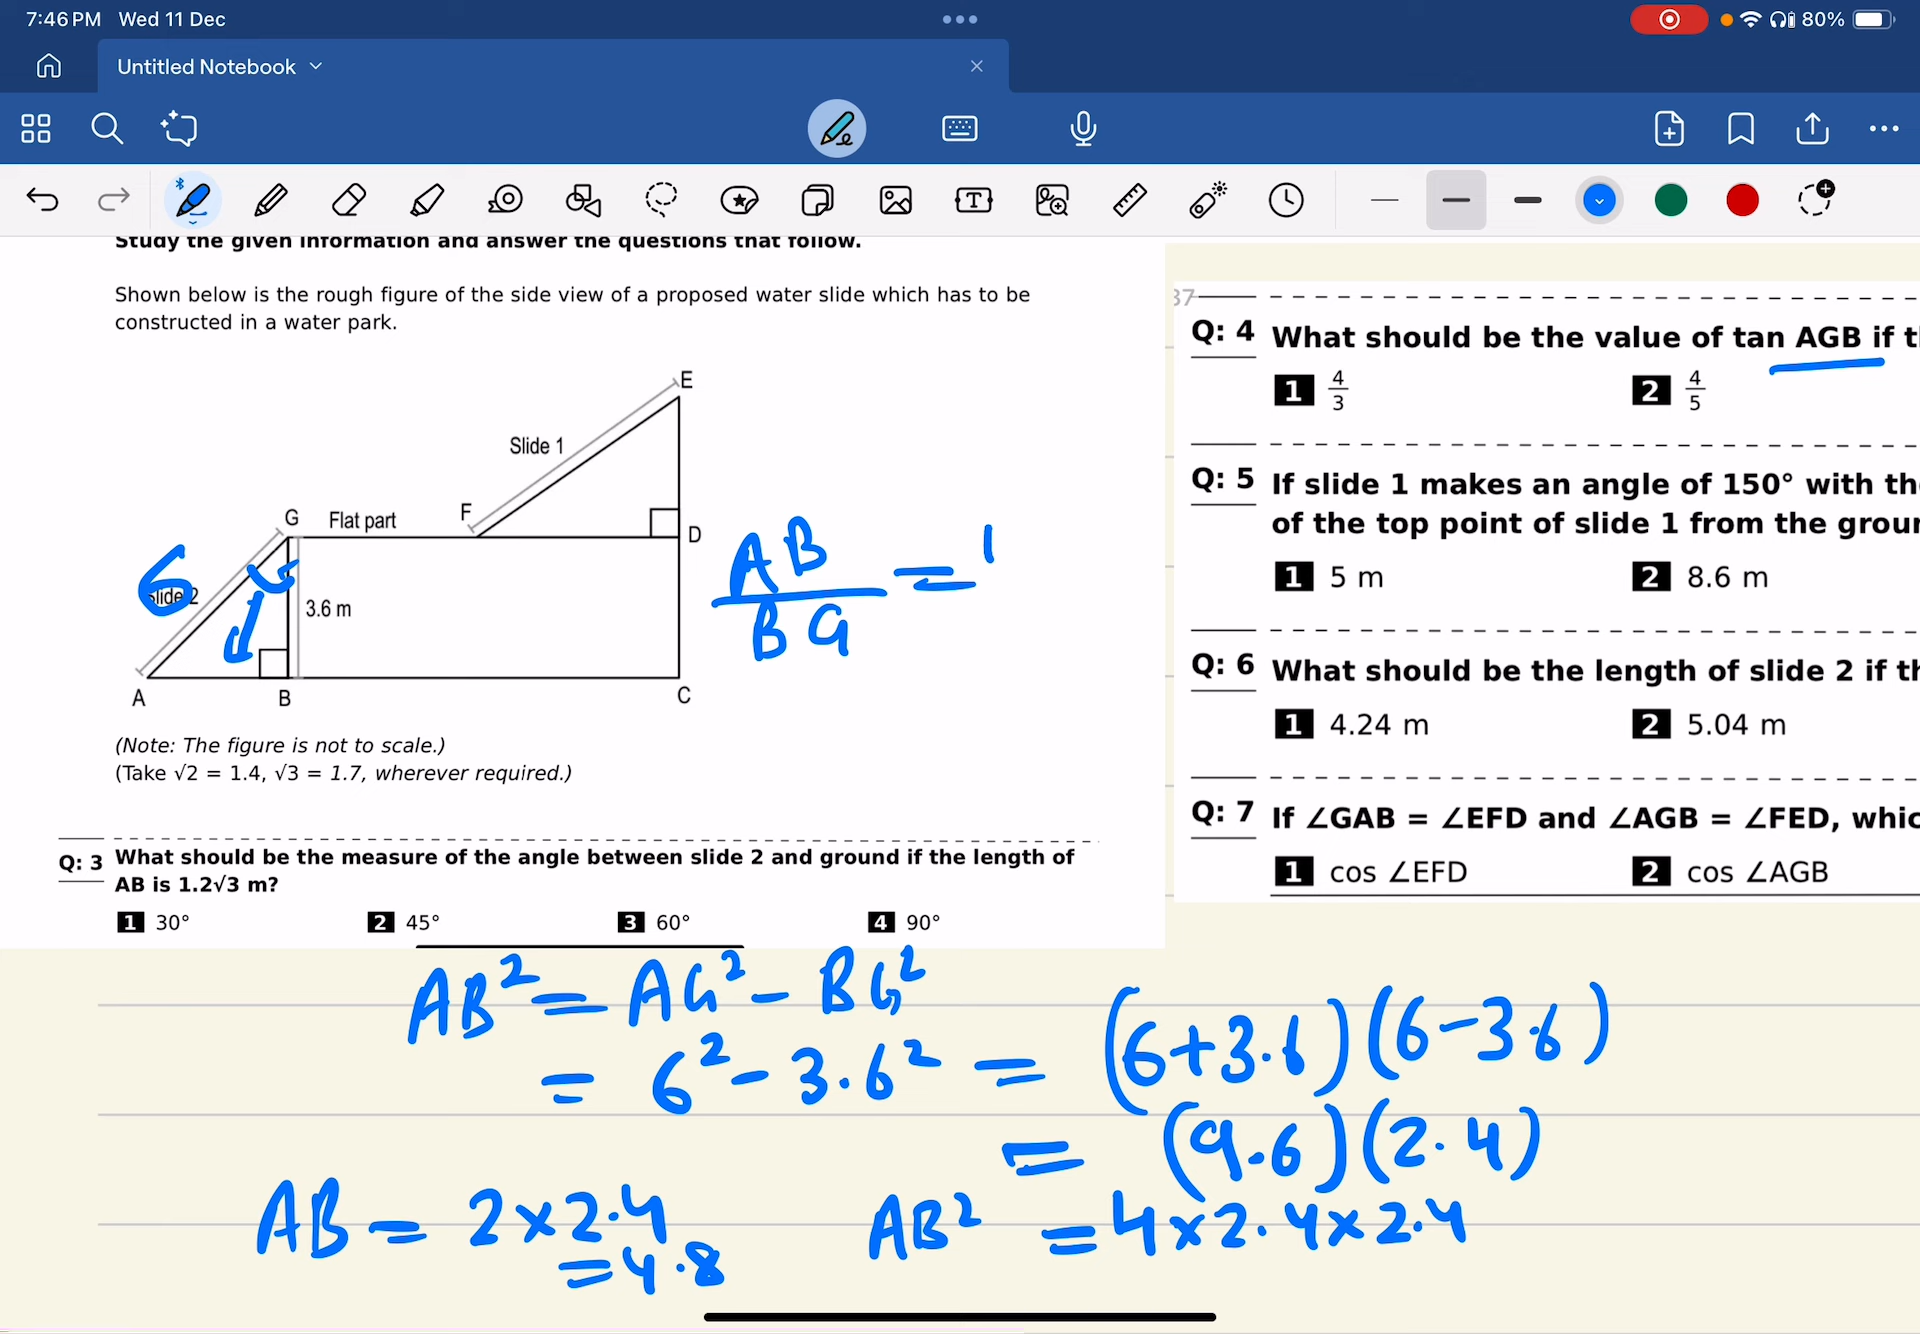 7:46 PM Wed 11 Dec
80%
Untitled Notebook
Study the given information and answer the questions that follow.
Shown below is the rough figure of the side view of a proposed water slide which has to be
constructed in a water park.
E
Slide 1
F
G Flat part
D
6
3.6 m
A
B
C
AB
BG
= 1
(Note: The figure is not to scale.)
(Take √2 = 1.4, √3 = 1.7, wherever required.)
Q: 3 What should be the measure of the angle between slide 2 and ground if the length of
AB is 1.2√3 m?
1 30° 2 45° 3 60° 4 90°
37
Q: 4 What should be the value of tan AGB if
1 4/3 2 4/5
Q: 5 If slide 1 makes an angle of 150° with
of the top point of slide 1 from the
1 5 m 2 8.6 m
Q: 6 What should be the length of slide 2 if
1 4.24 m 2 5.04 m
Q: 7 If ∠GAB = ∠EFD and ∠AGB = ∠FED,
1 cos ∠EFD 2 cos ∠AGB
AB² = AG² - BG²
= 6² - 3.6² = (6+3.6)(6-3.6)
= (9.6)(2.4)
AB = 2×2.4 AB² = 4×2.4×2.4
= 4.8